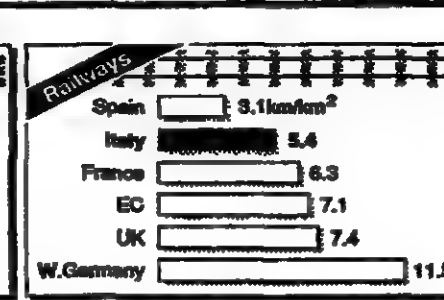 Railways
Spain 3.1km/km²
Italy 5.4
France 6.3
EC 7.1
UK 7.4
W.Germany